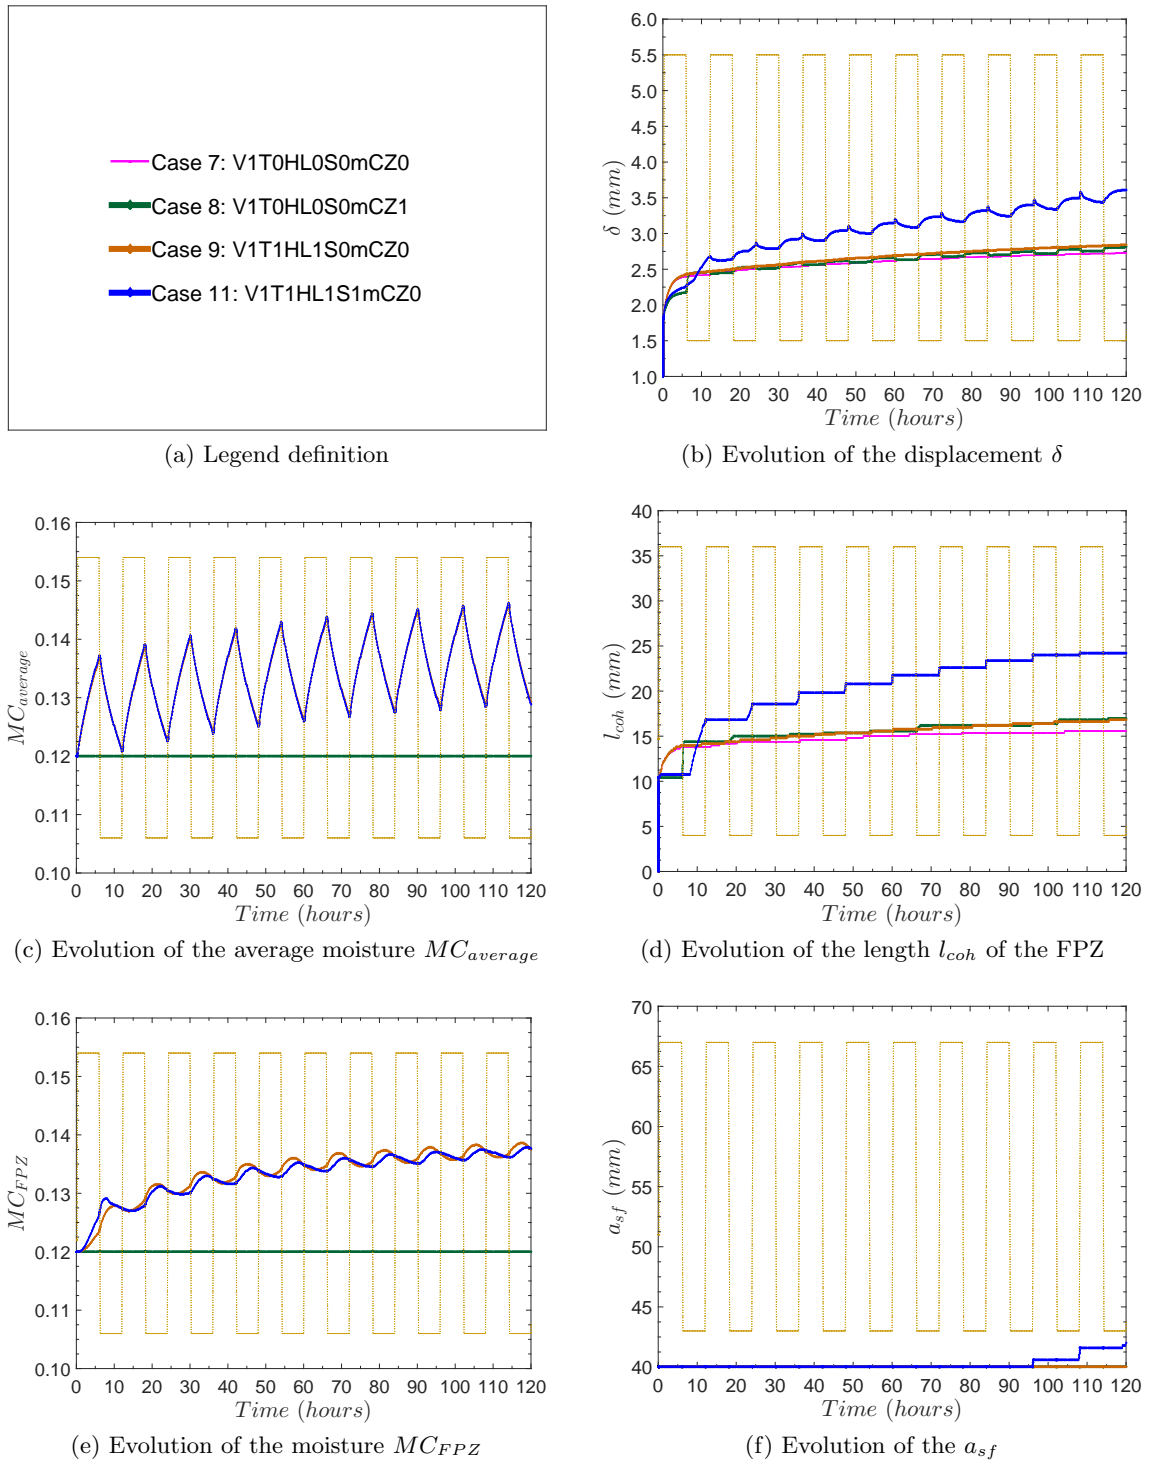 Case 7: V1T0HL0S0mCZ0
Case 8: V1T0HL0S0mCZ1
Case 9: V1T1HL1S0mCZ0
Case 11: V1T1HL1S1mCZ0
(a) Legend definition
δ (mm)
6.0
5.5
5.0
4.5
4.0
3.5
3.0
2.5
2.0
1.5
1.0
0 10 20 30 40 50 60 70 80 90 100 110 120
Time (hours)
(b) Evolution of the displacement δ
MC_average
0.16
0.15
0.14
0.13
0.12
0.11
0.10
0 10 20 30 40 50 60 70 80 90 100 110 120
Time (hours)
(c) Evolution of the average moisture MC_average
l_coh (mm)
40
35
30
25
20
15
10
5
0
0 10 20 30 40 50 60 70 80 90 100 110 120
Time (hours)
(d) Evolution of the length l_coh of the FPZ
MC_FPZ
0.16
0.15
0.14
0.13
0.12
0.11
0.10
0 10 20 30 40 50 60 70 80 90 100 110 120
Time (hours)
(e) Evolution of the moisture MC_FPZ
a_sf (mm)
70
65
60
55
50
45
40
0 10 20 30 40 50 60 70 80 90 100 110 120
Time (hours)
(f) Evolution of the a_sf